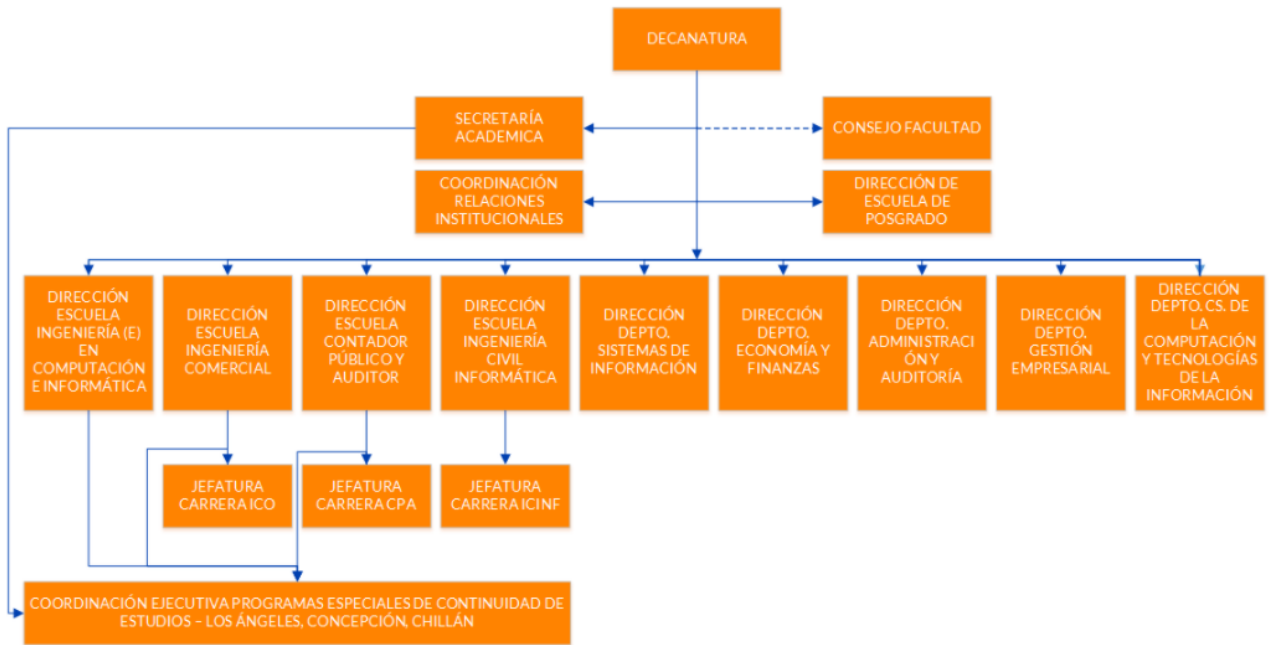 DECANATURA
SECRETARÍA
ACADEMICA
CONSEJO FACULTAD
COORDINACIÓN
RELACIONES
INSTITUCIONALES
DIRECCIÓN DE
ESCUELA DE
POSGRADO
DIRECCIÓN
ESCUELA
INGENIERÍA (E)
EN
COMPUTACIÓN
E INFORMÁTICA
DIRECCIÓN
ESCUELA
INGENIERÍA
COMERCIAL
DIRECCIÓN
ESCUELA
CONTADOR
PÚBLICO Y
AUDITOR
DIRECCIÓN
ESCUELA
INGENIERÍA
CIVIL
INFORMÁTICA
DIRECCIÓN
DEPTO.
SISTEMAS DE
INFORMACIÓN
DIRECCIÓN
DEPTO.
ECONOMÍA Y
FINANZAS
DIRECCIÓN
DEPTO.
ADMINISTRACI
ÓN Y
AUDITORÍA
DIRECCIÓN
DEPTO.
GESTIÓN
EMPRESARIAL
DIRECCIÓN
DEPTO. CS. DE
LA
COMPUTACIÓN
Y TECNOLOGÍAS
DE LA
INFORMACIÓN
JEFATURA
CARRERA ICO
JEFATURA
CARRERA CPA
JEFATURA
CARRERA ICINF
COORDINACIÓN EJECUTIVA PROGRAMAS ESPECIALES DE CONTINUIDAD DE
ESTUDIOS – LOS ÁNGELES, CONCEPCIÓN, CHILLÁN